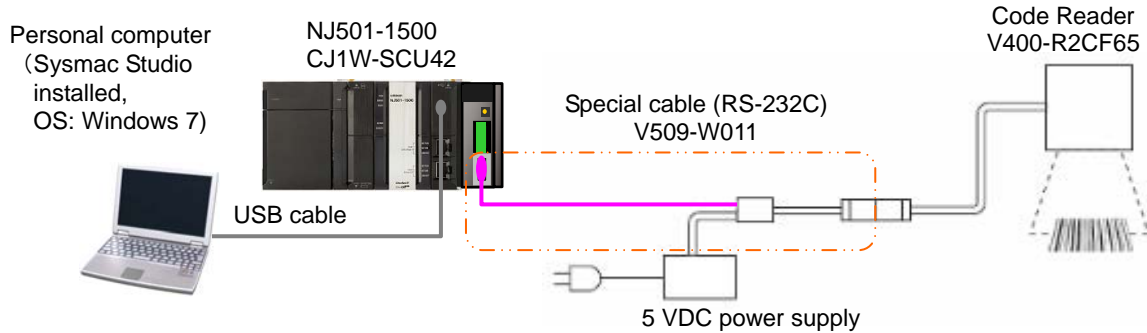 Personal computer
（Sysmac Studio
installed,
OS: Windows 7)
NJ501-1500
CJ1W-SCU42
Code Reader
V400-R2CF65
Special cable (RS-232C)
V509-W011
USB cable
5 VDC power supply